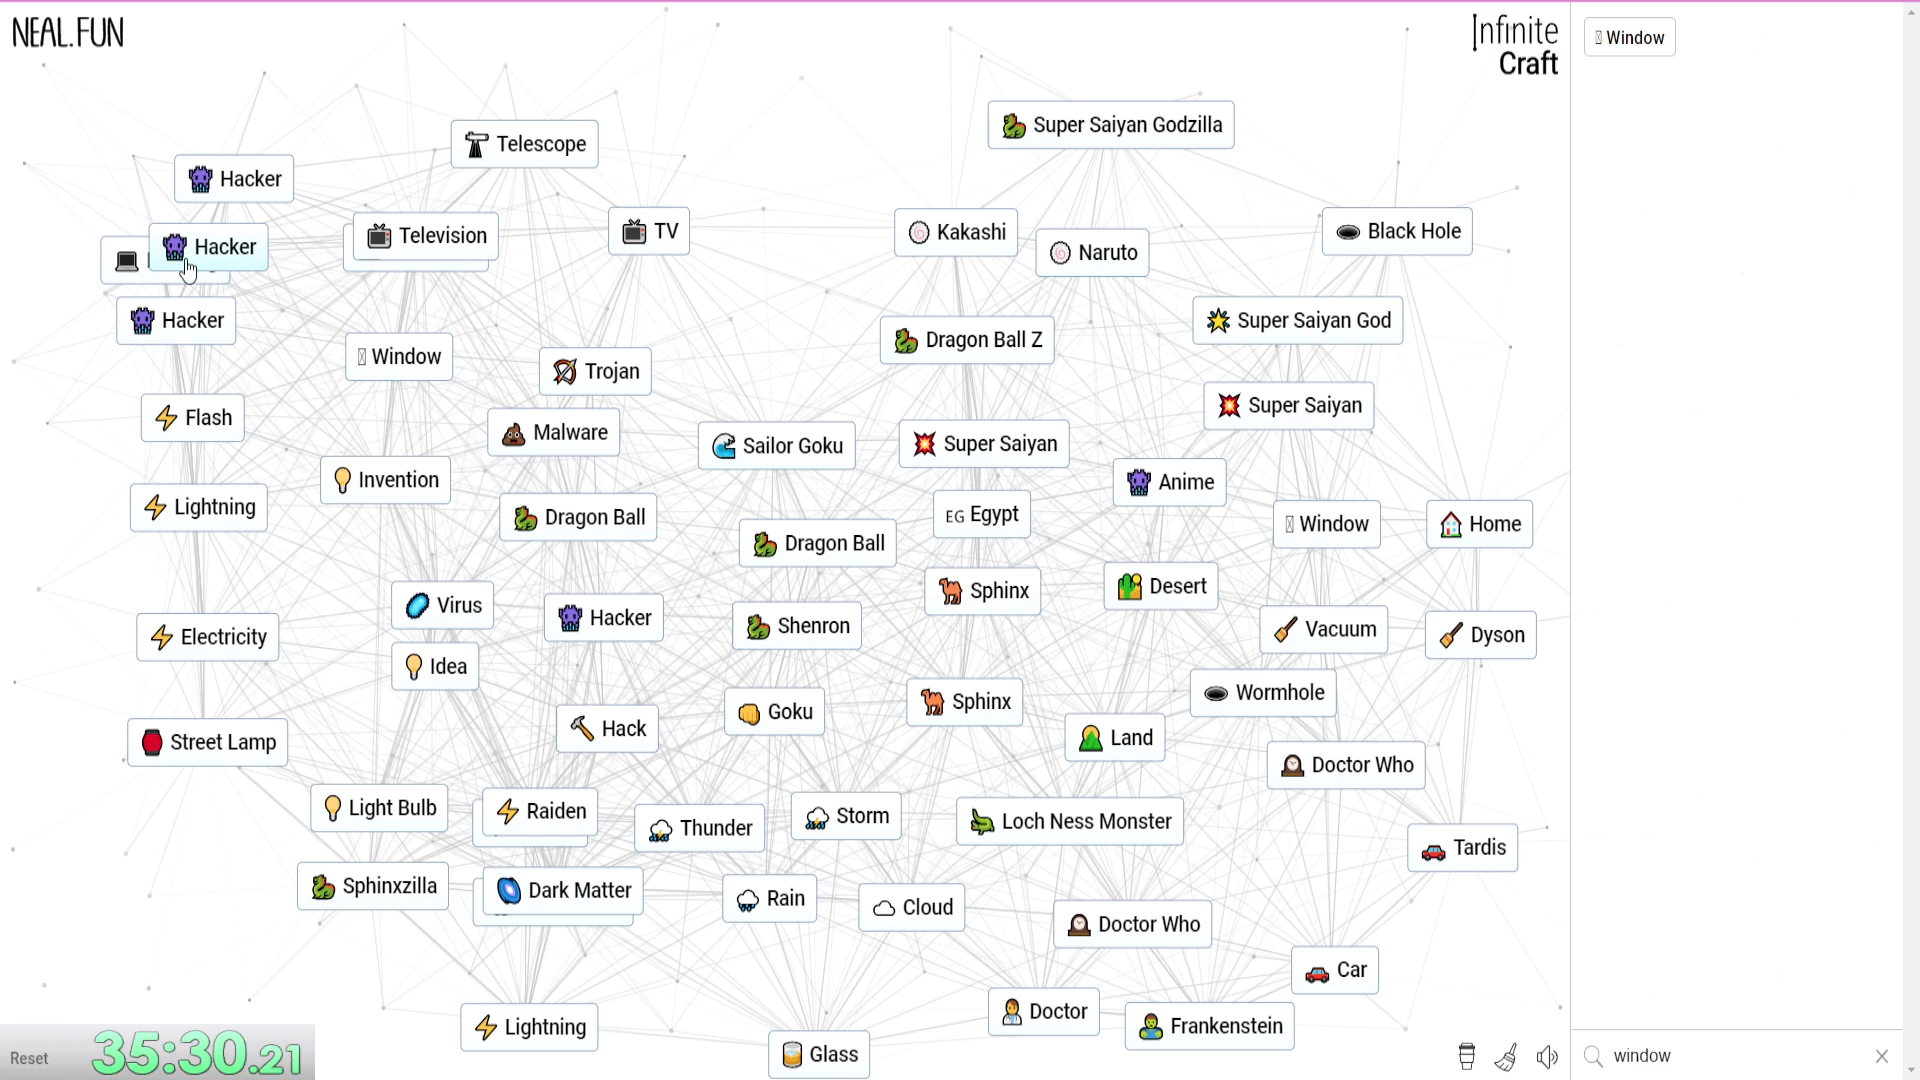 NEAL.FUN
Infinite
Craft
Window
Telescope
Super Saiyan Godzilla
Hacker
Hacker
Television
TV
Kakashi
Naruto
Black Hole
Hacker
Super Saiyan God
Dragon Ball Z
Window
Trojan
Super Saiyan
Flash
Malware
Sailor Goku
Super Saiyan
Invention
Anime
Lightning
Dragon Ball
EG Egypt
Window
Home
Dragon Ball
Sphinx
Desert
Virus
Hacker
Shenron
Vacuum
Dyson
Electricity
Idea
Wormhole
Sphinx
Goku
Hack
Land
Street Lamp
Doctor Who
Light Bulb
Raiden
Thunder
Storm
Loch Ness Monster
Tardis
Sphinxzilla
Dark Matter
Rain
Cloud
Doctor Who
Car
Lightning
Doctor
Frankenstein
Glass
Reset
35:30.21
window